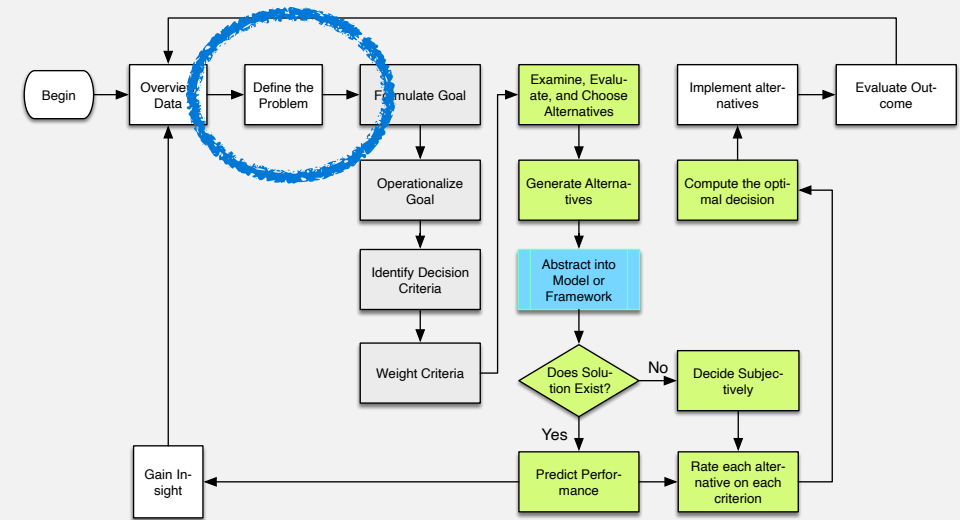 Begin
Overview
Data
Define the
Problem
Formulate Goal
Operationalize
Goal
Identify Decision
Criteria
Weight Criteria
Examine, Evalu-
ate, and Choose
Alternatives
Generate Alterna-
tives
Abstract into
Model or
Framework
Does Solu-
tion Exist?
No
Yes
Decide Subjec-
tively
Predict Perfor-
mance
Rate each alter-
native on each
criterion
Compute the opti-
mal decision
Implement alter-
natives
Evaluate Out-
come
Gain In-
sight